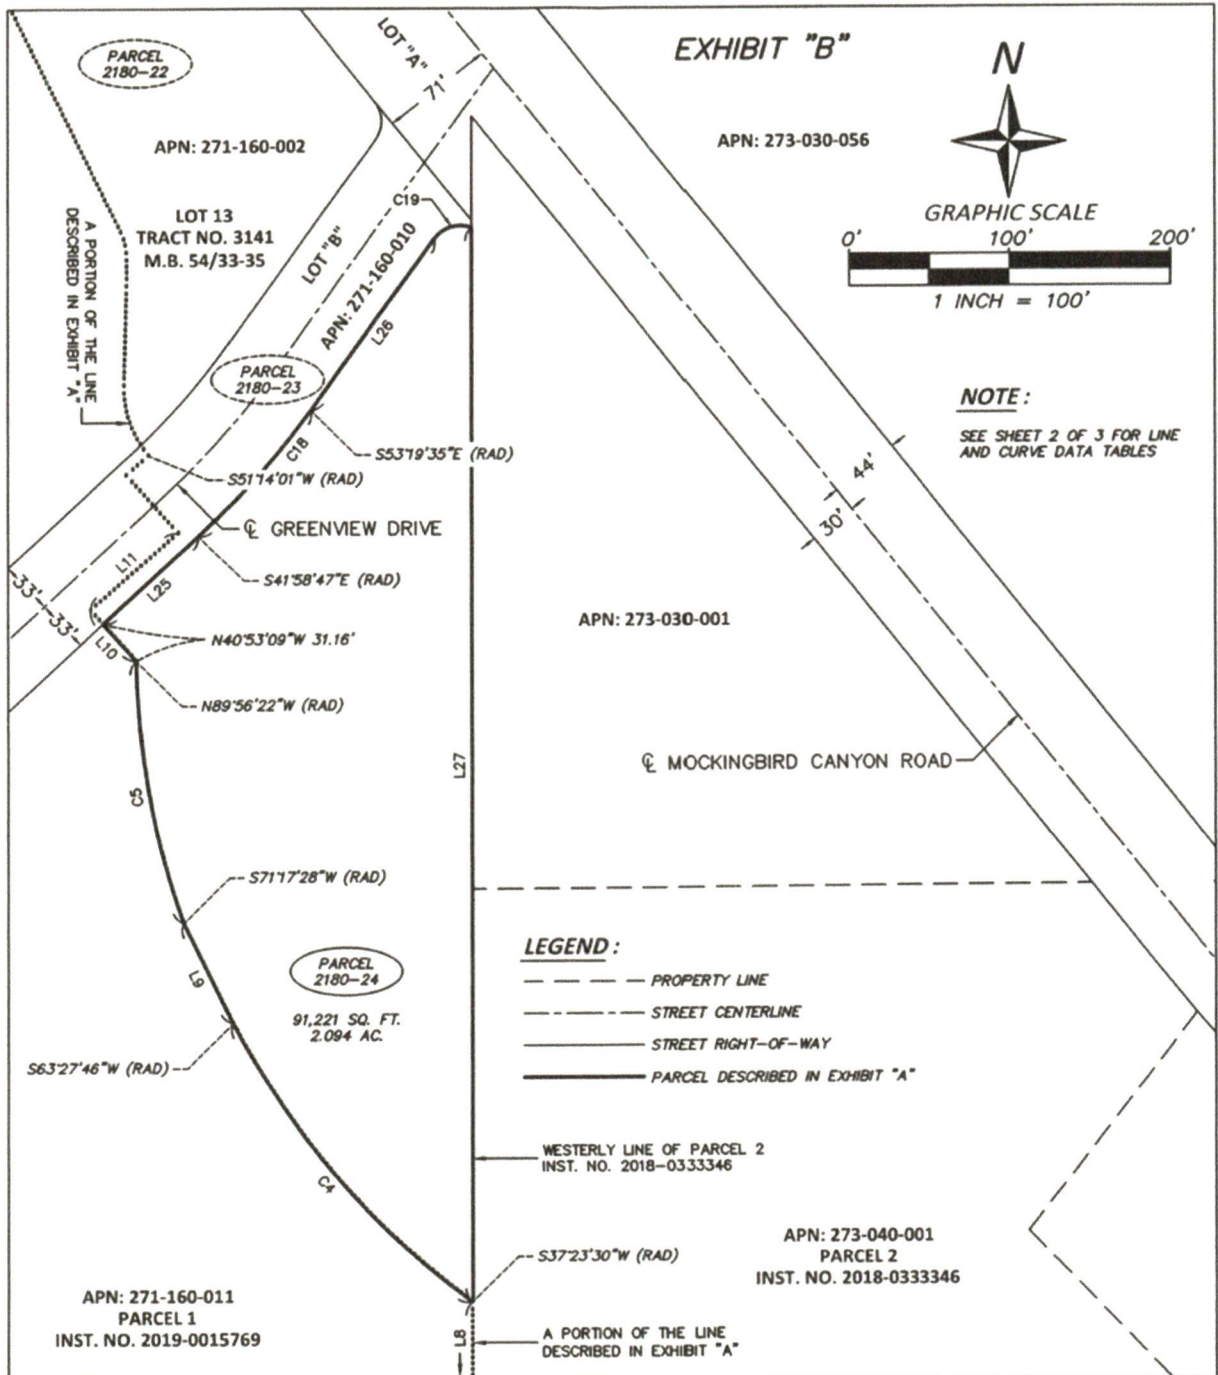 EXHIBIT "B"
N
PARCEL
2180-22
LOT "A"
71'
APN: 271-160-002
APN: 273-030-056
C19
LOT 13
TRACT NO. 3141
M.B. 54/33-35
A PORTION OF THE LINE
DESCRIBED IN EXHIBIT "A"
LOT "B"
APN: 271-160-010
L26
GRAPHIC SCALE
0' 100' 200'
1 INCH = 100'
PARCEL
2180-23
NOTE:
SEE SHEET 2 OF 3 FOR LINE
AND CURVE DATA TABLES
C18
S53°19'35"E (RAD)
S51°14'01"W (RAD)
44'
30'
℄ GREENVIEW DRIVE
L11
L25
S41°58'47"E (RAD)
33'
33'
L10
N40°53'09"W 31.16'
APN: 273-030-001
N89°56'22"W (RAD)
L27
℄ MOCKINGBIRD CANYON ROAD
C5
S71°17'28"W (RAD)
L9
PARCEL
2180-24
91,221 SQ. FT.
2.094 AC.
LEGEND:
PROPERTY LINE
STREET CENTERLINE
STREET RIGHT-OF-WAY
PARCEL DESCRIBED IN EXHIBIT "A"
S63°27'46"W (RAD)
WESTERLY LINE OF PARCEL 2
INST. NO. 2018-0333346
C4
S37°23'30"W (RAD)
APN: 273-040-001
PARCEL 2
INST. NO. 2018-0333346
APN: 271-160-011
PARCEL 1
INST. NO. 2019-0015769
L8
A PORTION OF THE LINE
DESCRIBED IN EXHIBIT "A"